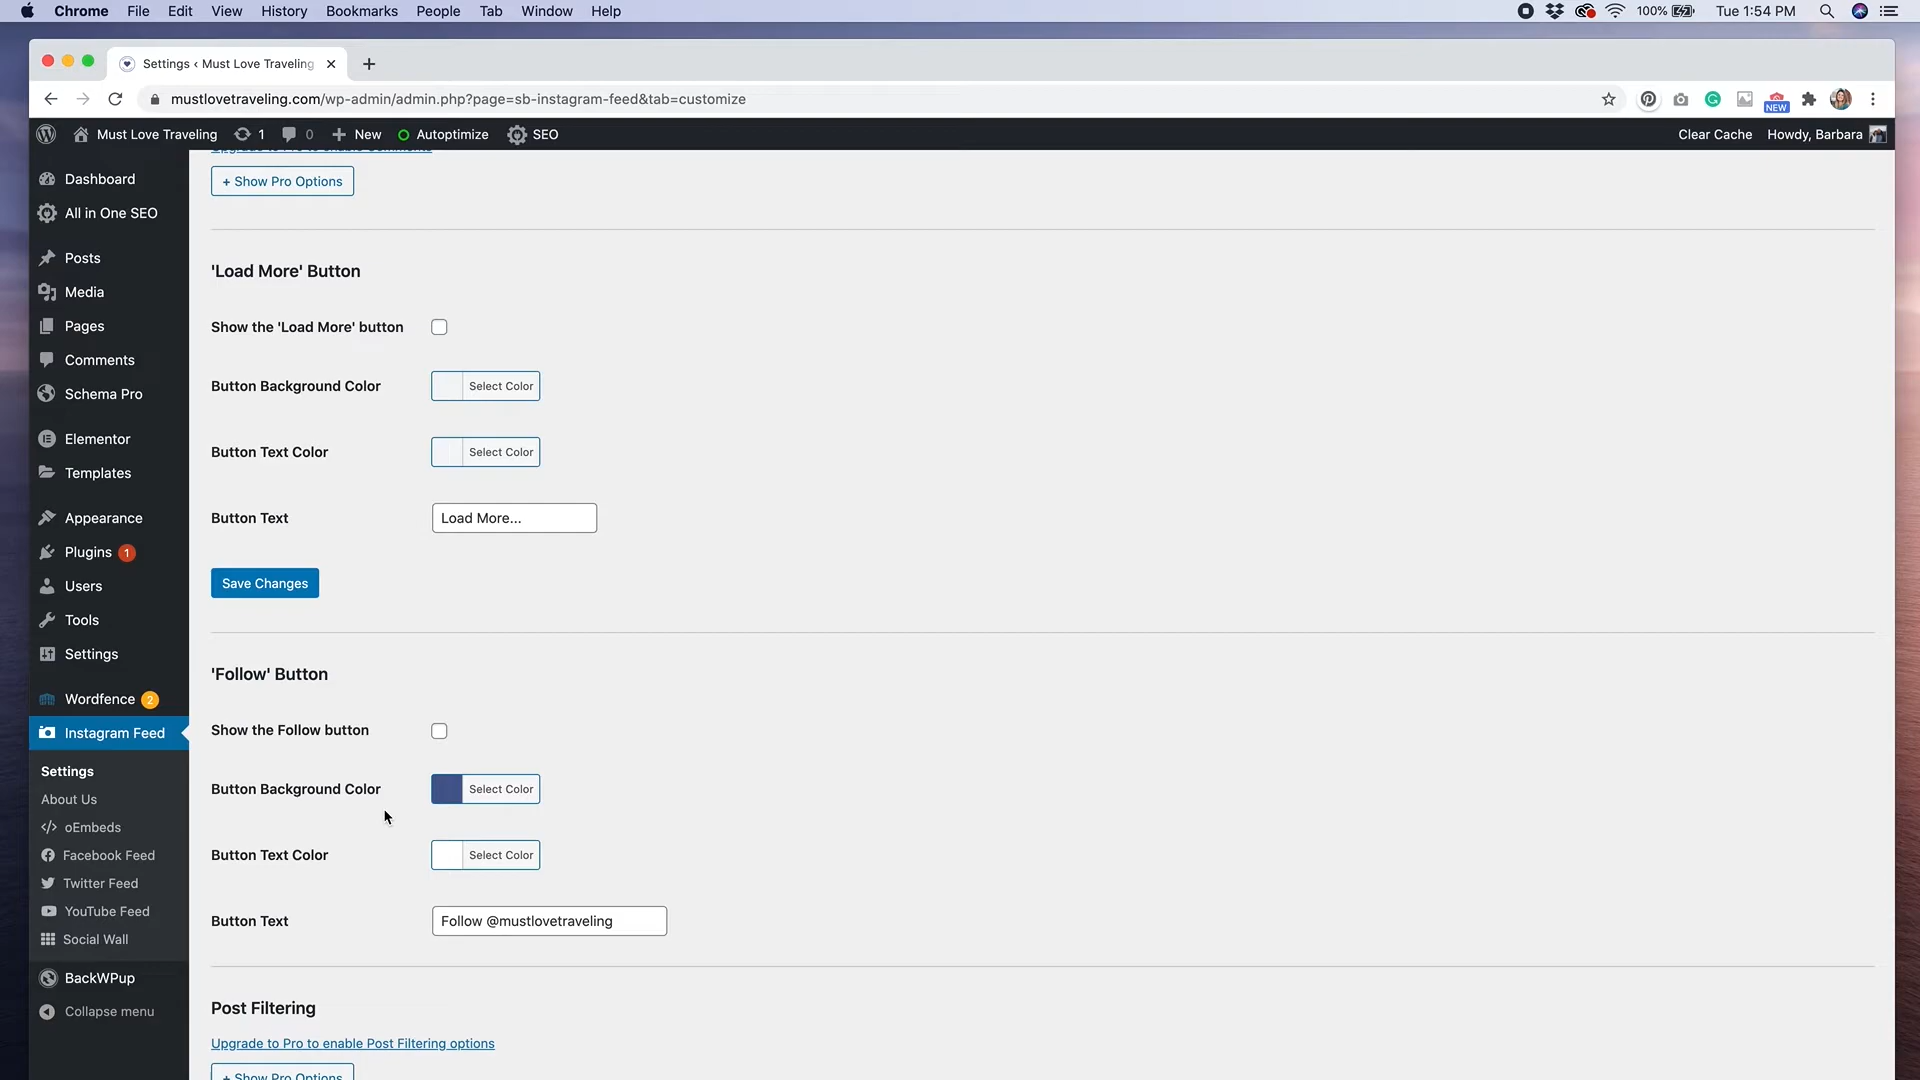 Chrome File Edit View History Bookmarks People Tab Window Help 100% Tue 1:54 PM
Settings ‹ Must Love Traveling
mustlovetraveling.com/wp-admin/admin.php?page=sb-instagram-feed&tab=customize
NEW
Must Love Traveling 1 0 New Autoptimize SEO Clear Cache Howdy, Barbara
Upgrade to Pro to enable Comments
+ Show Pro Options
Dashboard
All in One SEO
Posts
Media
Pages
Comments
Schema Pro
Elementor
Templates
Appearance
Plugins 1
Users
Tools
Settings
Wordfence 2
Instagram Feed
Settings
About Us
oEmbeds
Facebook Feed
Twitter Feed
YouTube Feed
Social Wall
BackWPup
Collapse menu
'Load More' Button
Show the 'Load More' button
Button Background Color Select Color
Button Text Color Select Color
Button Text Load More...
Save Changes
'Follow' Button
Show the Follow button
Button Background Color Select Color
Button Text Color Select Color
Button Text Follow @mustlovetraveling
Post Filtering
Upgrade to Pro to enable Post Filtering options
+ Show Pro Options